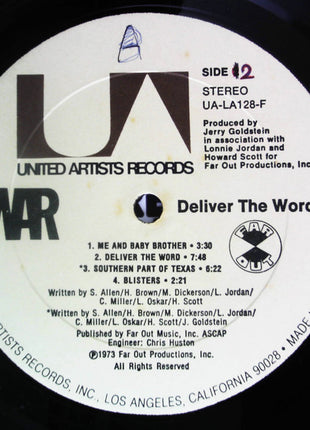 A
SIDE 12
STEREO
UA-LA128-F
UA
UNITED ARTISTS RECORDS
Produced by
Jerry Goldstein
in association with
Lonnie Jordan and
Howard Scott for
Far Out Productions, Inc.
WAR
Deliver The Word
FAR OUT
1. ME AND BABY BROTHER • 3:30
2. DELIVER THE WORD • 7:48
*3. SOUTHERN PART OF TEXAS • 6:22
4. BLISTERS • 2:21
Written by S. Allen/H. Brown/M. Dickerson/L. Jordan/
C. Miller/L. Oskar/H. Scott
*Written by S. Allen/H. Brown/M. Dickerson/L. Jordan/
C. Miller/L. Oskar/H. Scott/J. Goldstein
Published by Far Out Music, Inc. ASCAP
Engineer: Chris Huston
Ⓟ1973 Far Out Productions, Inc.
All Rights Reserved
ARTISTS RECORDS, INC., LOS ANGELES, CALIFORNIA 90028 • MADE IN